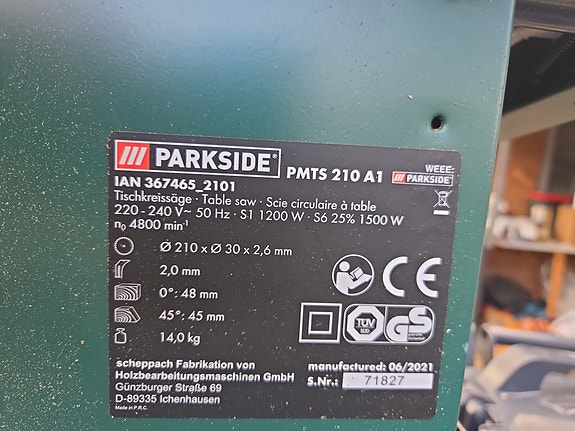 PARKSIDE®
PMTS 210 A1
WEEE:
PARKSIDE
IAN 367465_2101
Tischkreissäge · Table saw · Scie circulaire à table
220 - 240 V~ 50 Hz · S1 1200 W · S6 25% 1500 W
n₀ 4800 min⁻¹
Ø 210 x Ø 30 x 2,6 mm
2,0 mm
0°: 48 mm
45°: 45 mm
14,0 kg
CE
TÜV
SÜD
GS
scheppach Fabrikation von
Holzbearbeitungsmaschinen GmbH
Günzburger Straße 69
D-89335 Ichenhausen
Made in P.R.C.
manufactured: 06/2021
S.Nr.: 71827